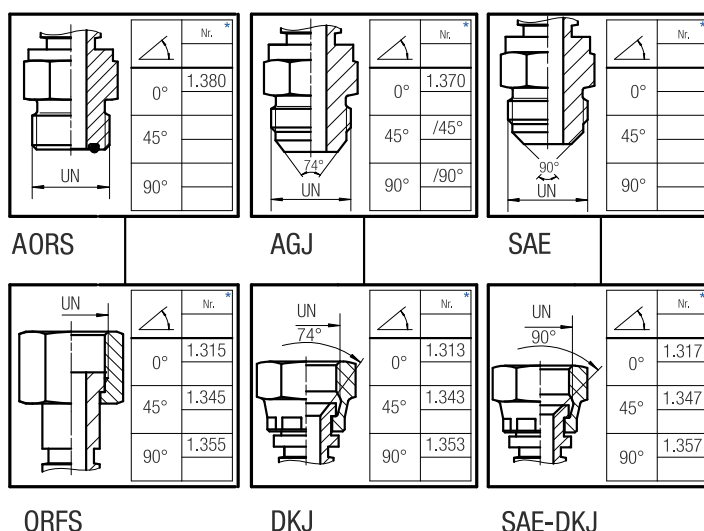 Nr. *
0° 1.380
45°
90°
UN
AORS
Nr. *
0° 1.370
45° /45°
90° /90°
74°
UN
AGJ
Nr. *
0°
45°
90°
90°
UN
SAE
UN
Nr. *
0° 1.315
45° 1.345
90° 1.355
ORFS
UN
74°
Nr. *
0° 1.313
45° 1.343
90° 1.353
DKJ
UN
90°
Nr. *
0° 1.317
45° 1.347
90° 1.357
SAE-DKJ